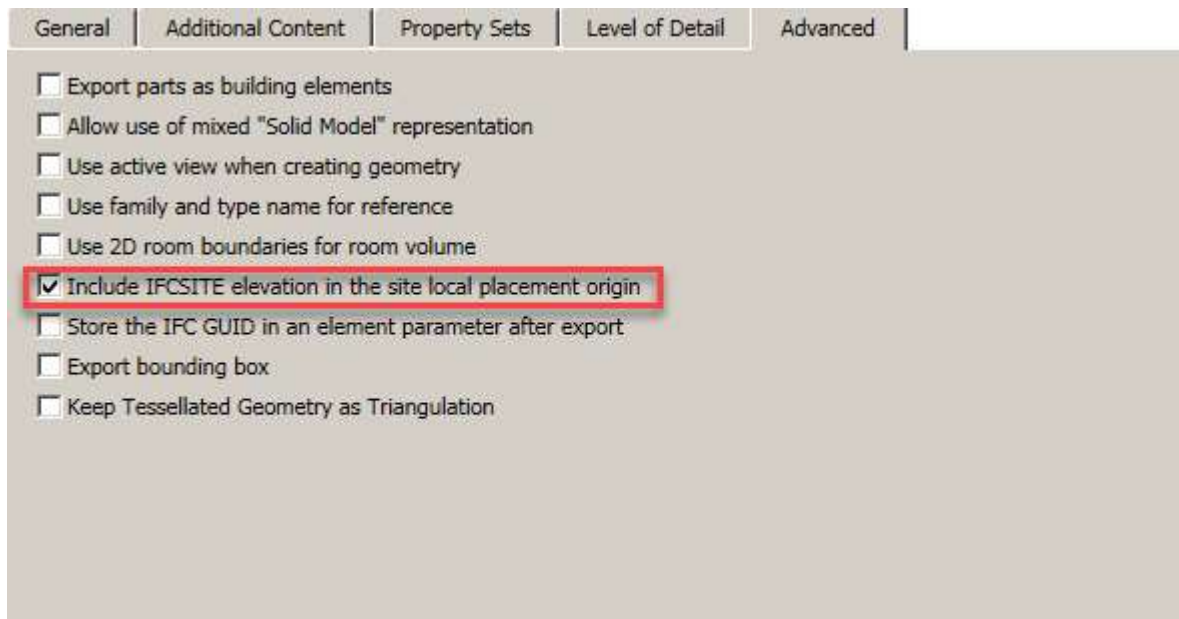 General Additional Content Property Sets Level of Detail Advanced
Export parts as building elements
Allow use of mixed "Solid Model" representation
Use active view when creating geometry
Use family and type name for reference
Use 2D room boundaries for room volume
Include IFCSITE elevation in the site local placement origin
Store the IFC GUID in an element parameter after export
Export bounding box
Keep Tessellated Geometry as Triangulation